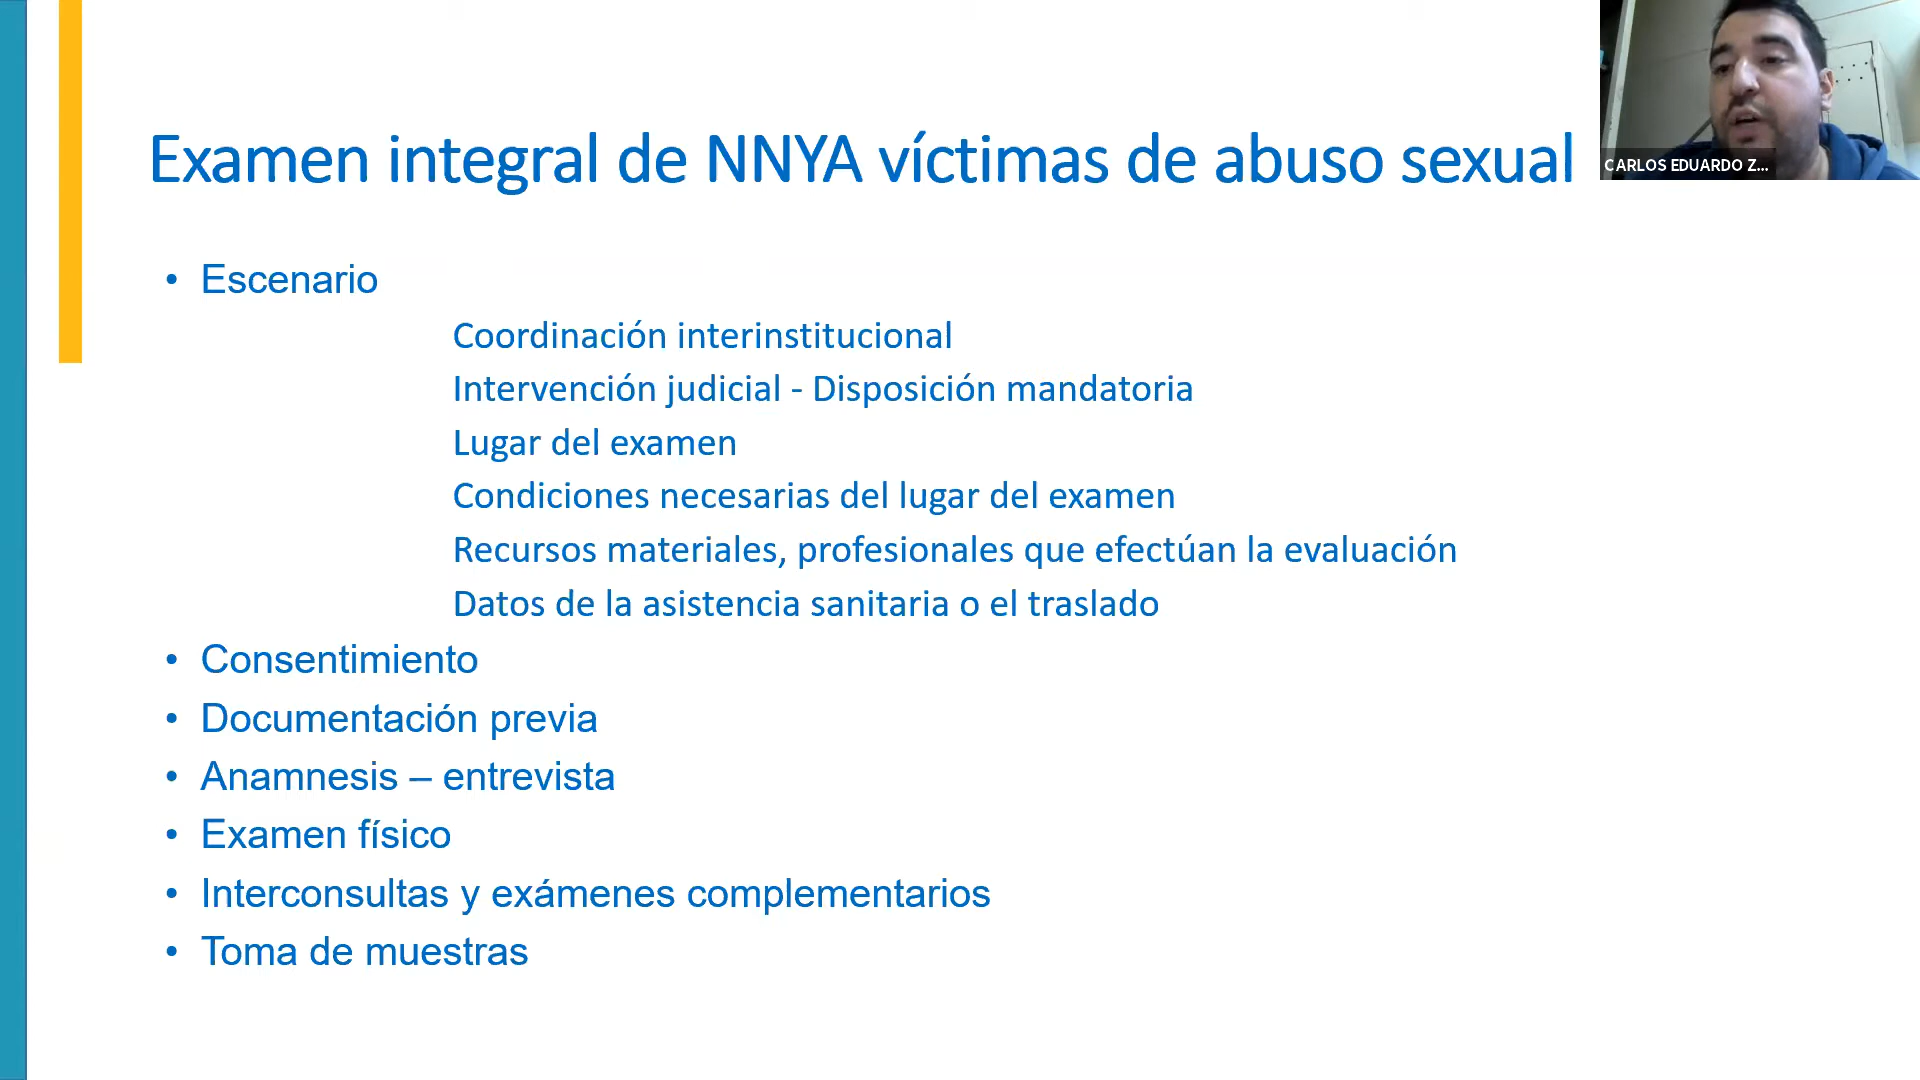 Examen integral de NNYA víctimas de abuso sexual
CARLOS EDUARDO Z...
• Escenario
Coordinación interinstitucional
Intervención judicial - Disposición mandatoria
Lugar del examen
Condiciones necesarias del lugar del examen
Recursos materiales, profesionales que efectúan la evaluación
Datos de la asistencia sanitaria o el traslado
• Consentimiento
• Documentación previa
• Anamnesis – entrevista
• Examen físico
• Interconsultas y exámenes complementarios
• Toma de muestras